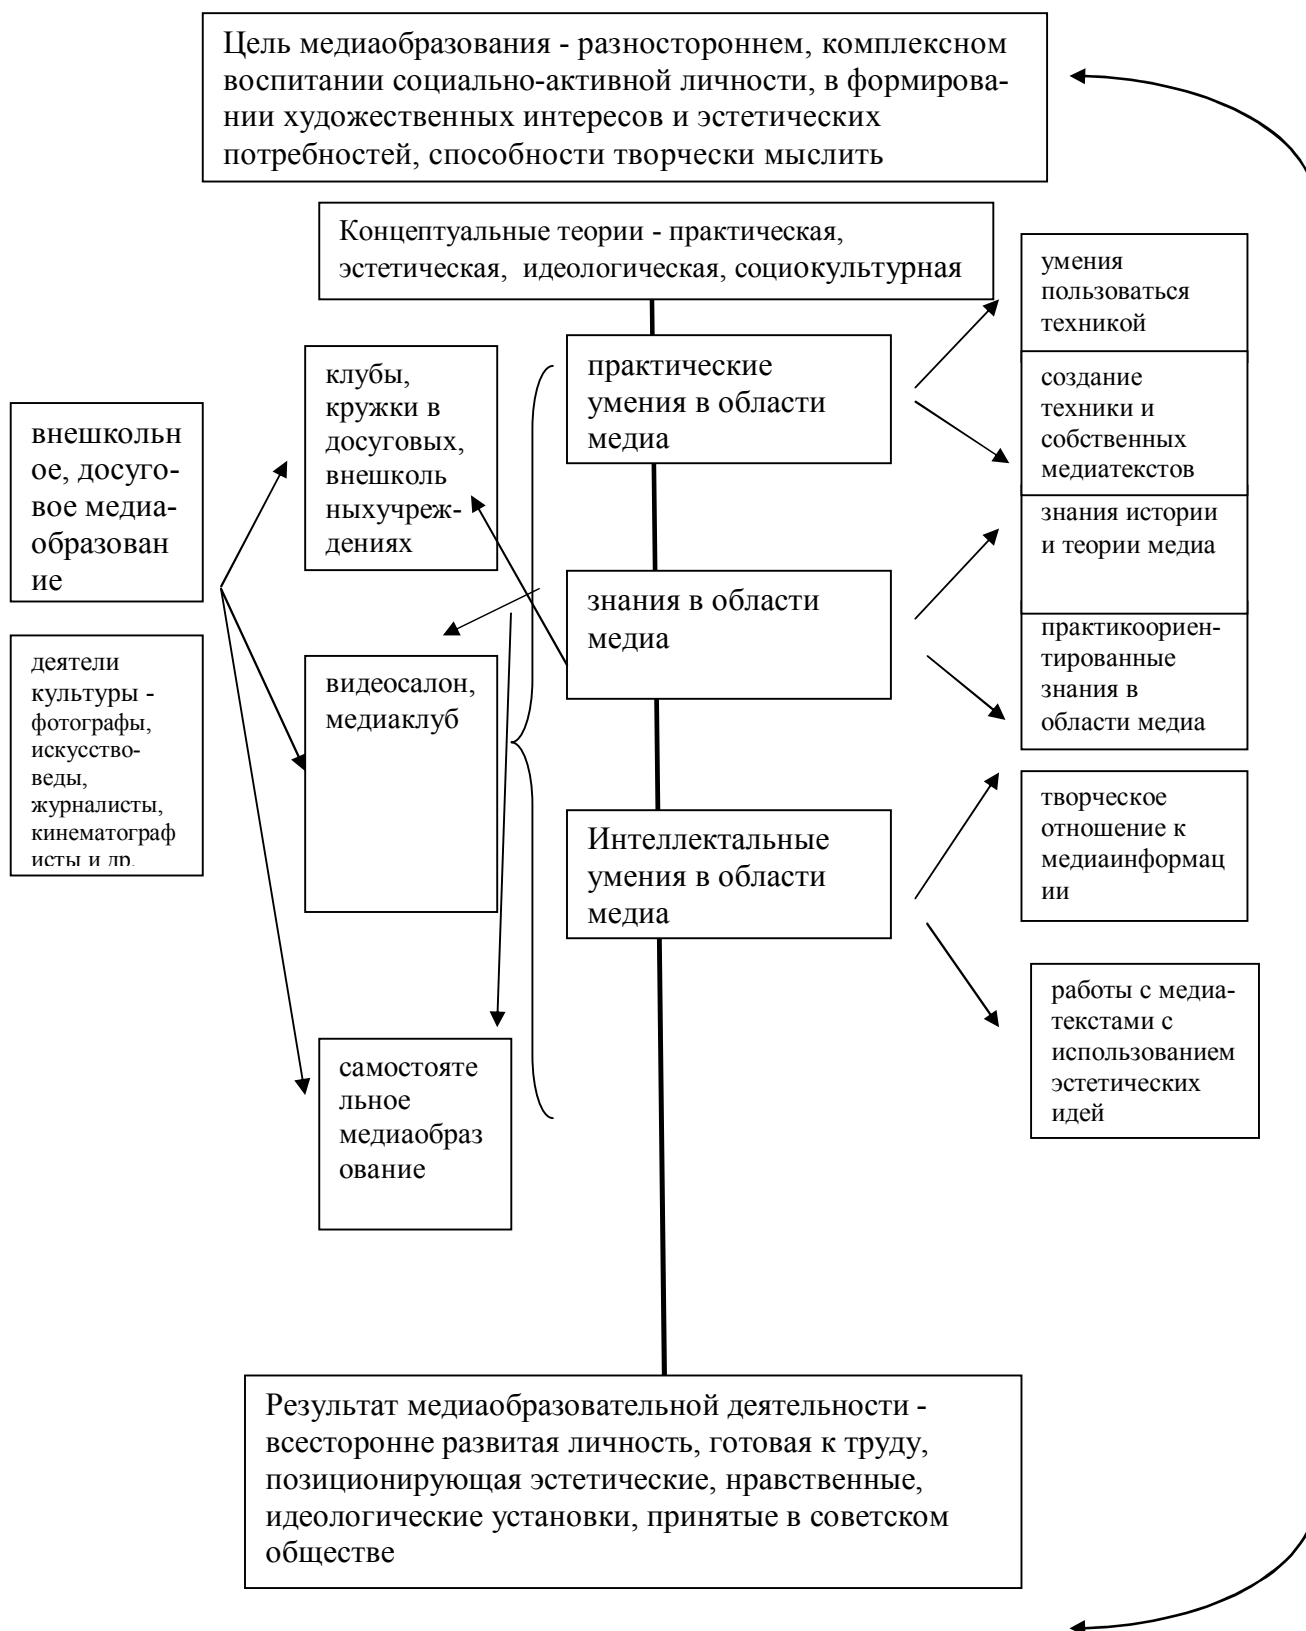 Цель медиаобразования - разностороннем, комплексном
воспитании социально-активной личности, в формирова-
нии художественных интересов и эстетических
потребностей, способности творчески мыслить
Концептуальные теории - практическая,
эстетическая, идеологическая, социокультурная
внешкольн
ое, досуго-
вое медиа-
образован
ие
деятели
культуры -
фотографы,
искусство-
веды,
журналисты,
кинематограф
исты и др.
клубы,
кружки в
досуговых,
внешколь
ныхучреж-
дениях
видеосалон,
медиаклуб
самостояте
льное
медиаобраз
ование
практические
умения в области
медиа
знания в области
медиа
Интеллектальные
умения в области
медиа
умения
пользоваться
техникой
создание
техники и
собственных
медиатекстов
знания истории
и теории медиа
практикоориен-
тированные
знания в
области медиа
творческое
отношение к
медиаинформац
ии
работы с медиа-
текстами с
использованием
эстетических
идей
Результат медиаобразовательной деятельности -
всесторонне развитая личность, готовая к труду,
позиционирующая эстетические, нравственные,
идеологические установки, принятые в советском
обществе